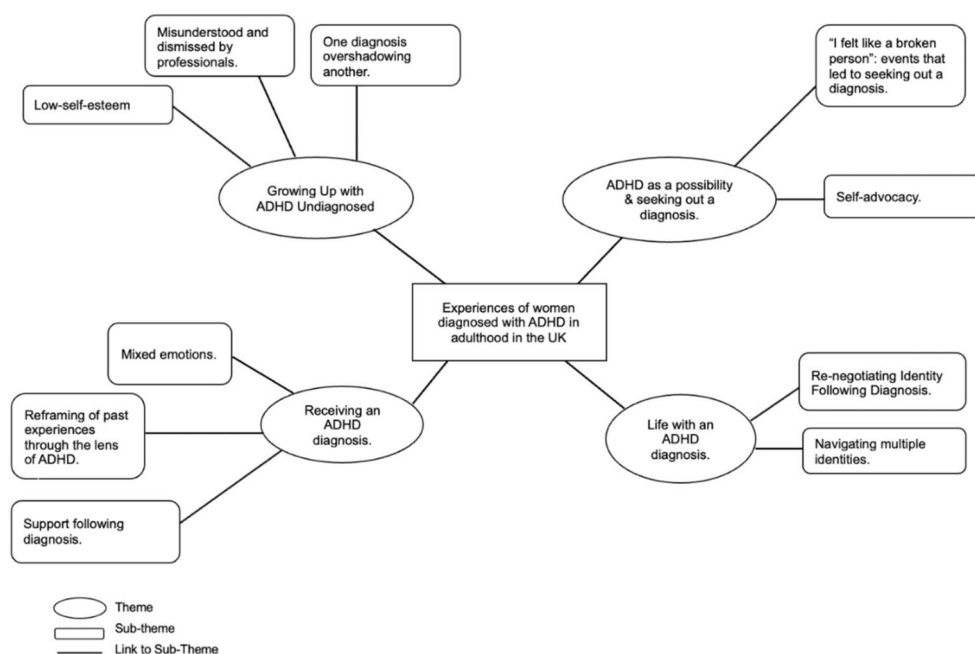 Misunderstood and
dismissed by
professionals.
One diagnosis
overshadowing
another.
Low-self-esteem
Growing Up with
ADHD Undiagnosed
“I felt like a broken
person”: events that
led to seeking out a
diagnosis.
ADHD as a possibility
& seeking out a
diagnosis.
Self-advocacy.
Experiences of women
diagnosed with ADHD in
adulthood in the UK
Mixed emotions.
Reframing of past
experiences
through the lens
of ADHD.
Support following
diagnosis.
Receiving an
ADHD
diagnosis.
Life with an
ADHD
diagnosis.
Re-negotiating Identity
Following Diagnosis.
Navigating multiple
identities.
Theme
Sub-theme
Link to Sub-Theme